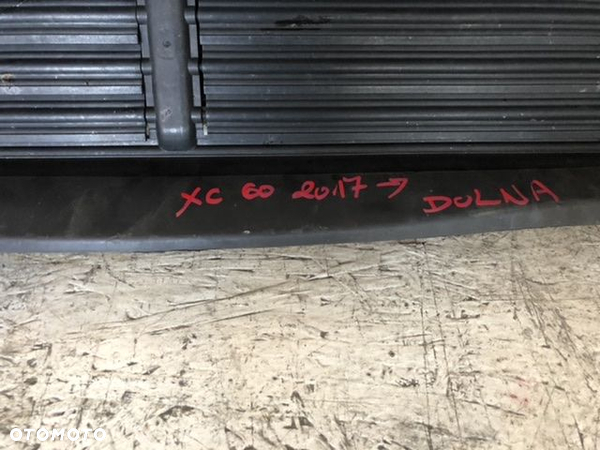 XC 60 2017 → DOLNA
OTOMOTO